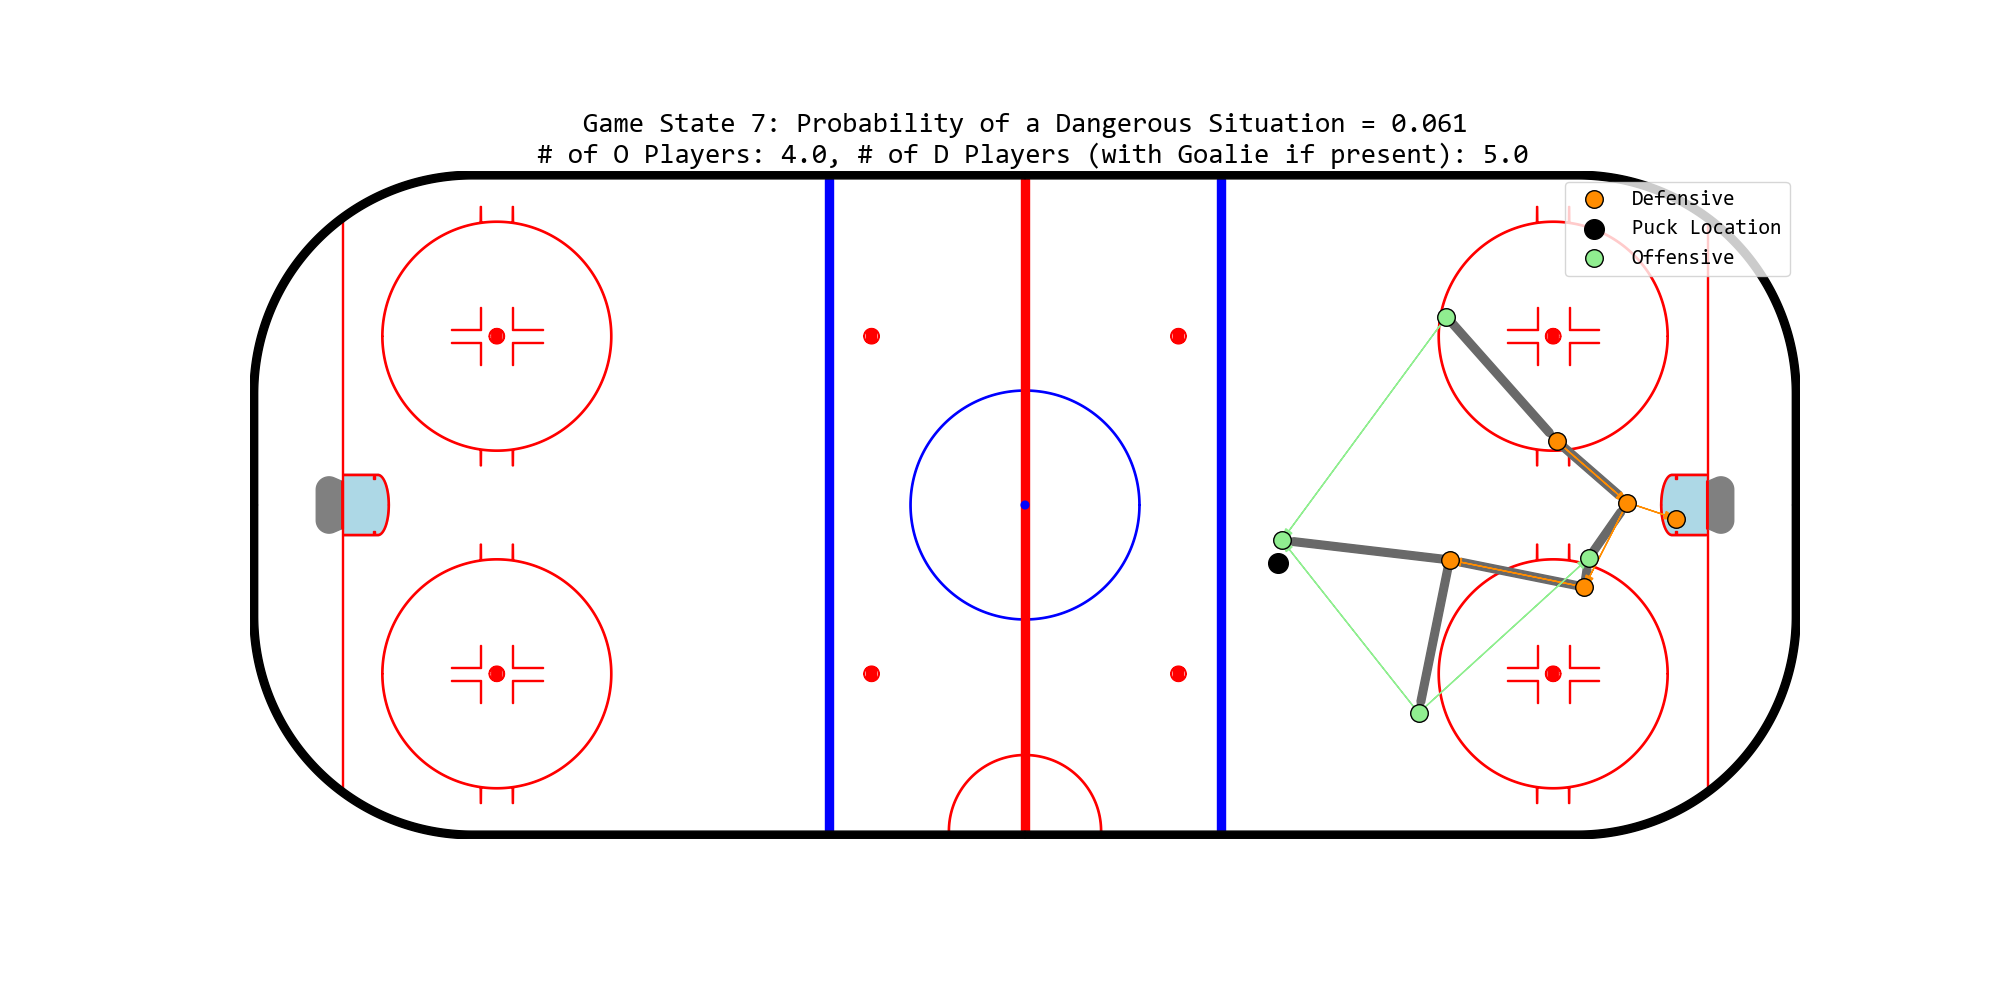 Game State 7: Probability of a Dangerous Situation = 0.061
# of O Players: 4.0, # of D Players (with Goalie if present): 5.0
Defensive
Puck Location
Offensive